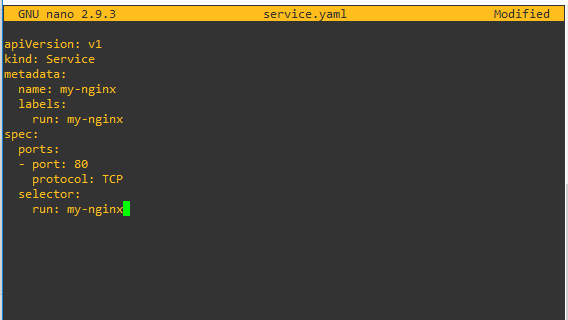 GNU nano 2.9.3 service.yaml Modified
apiVersion: v1
kind: Service
metadata:
  name: my-nginx
  labels:
    run: my-nginx
spec:
  ports:
  - port: 80
    protocol: TCP
  selector:
    run: my-nginx